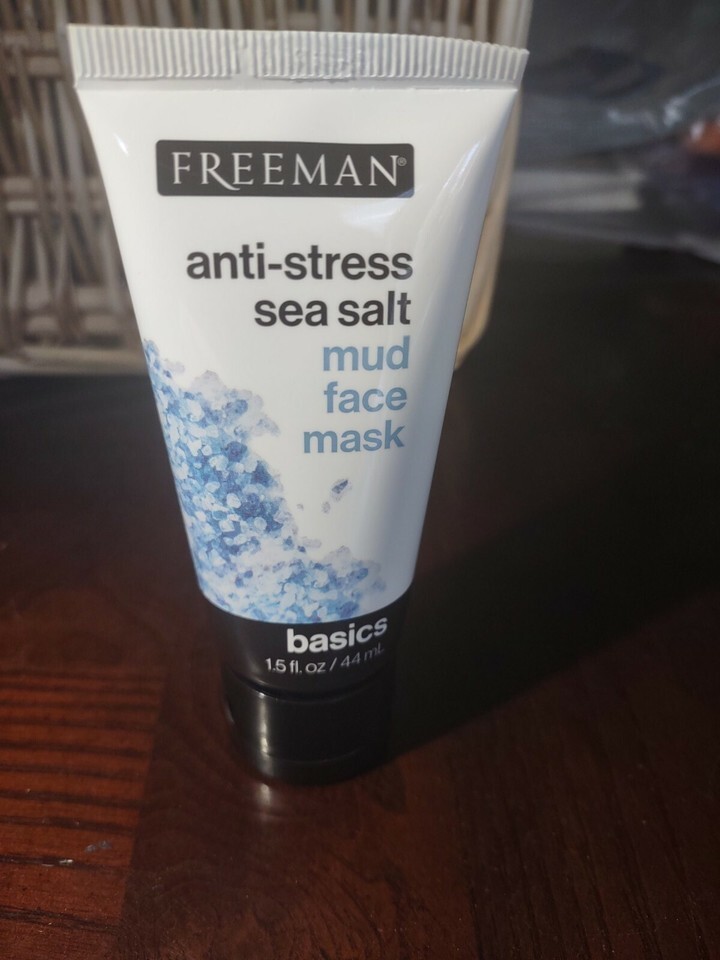 FREEMAN®
anti-stress
sea salt
mud
face
mask
basics
1.5 fl. oz / 44 mL